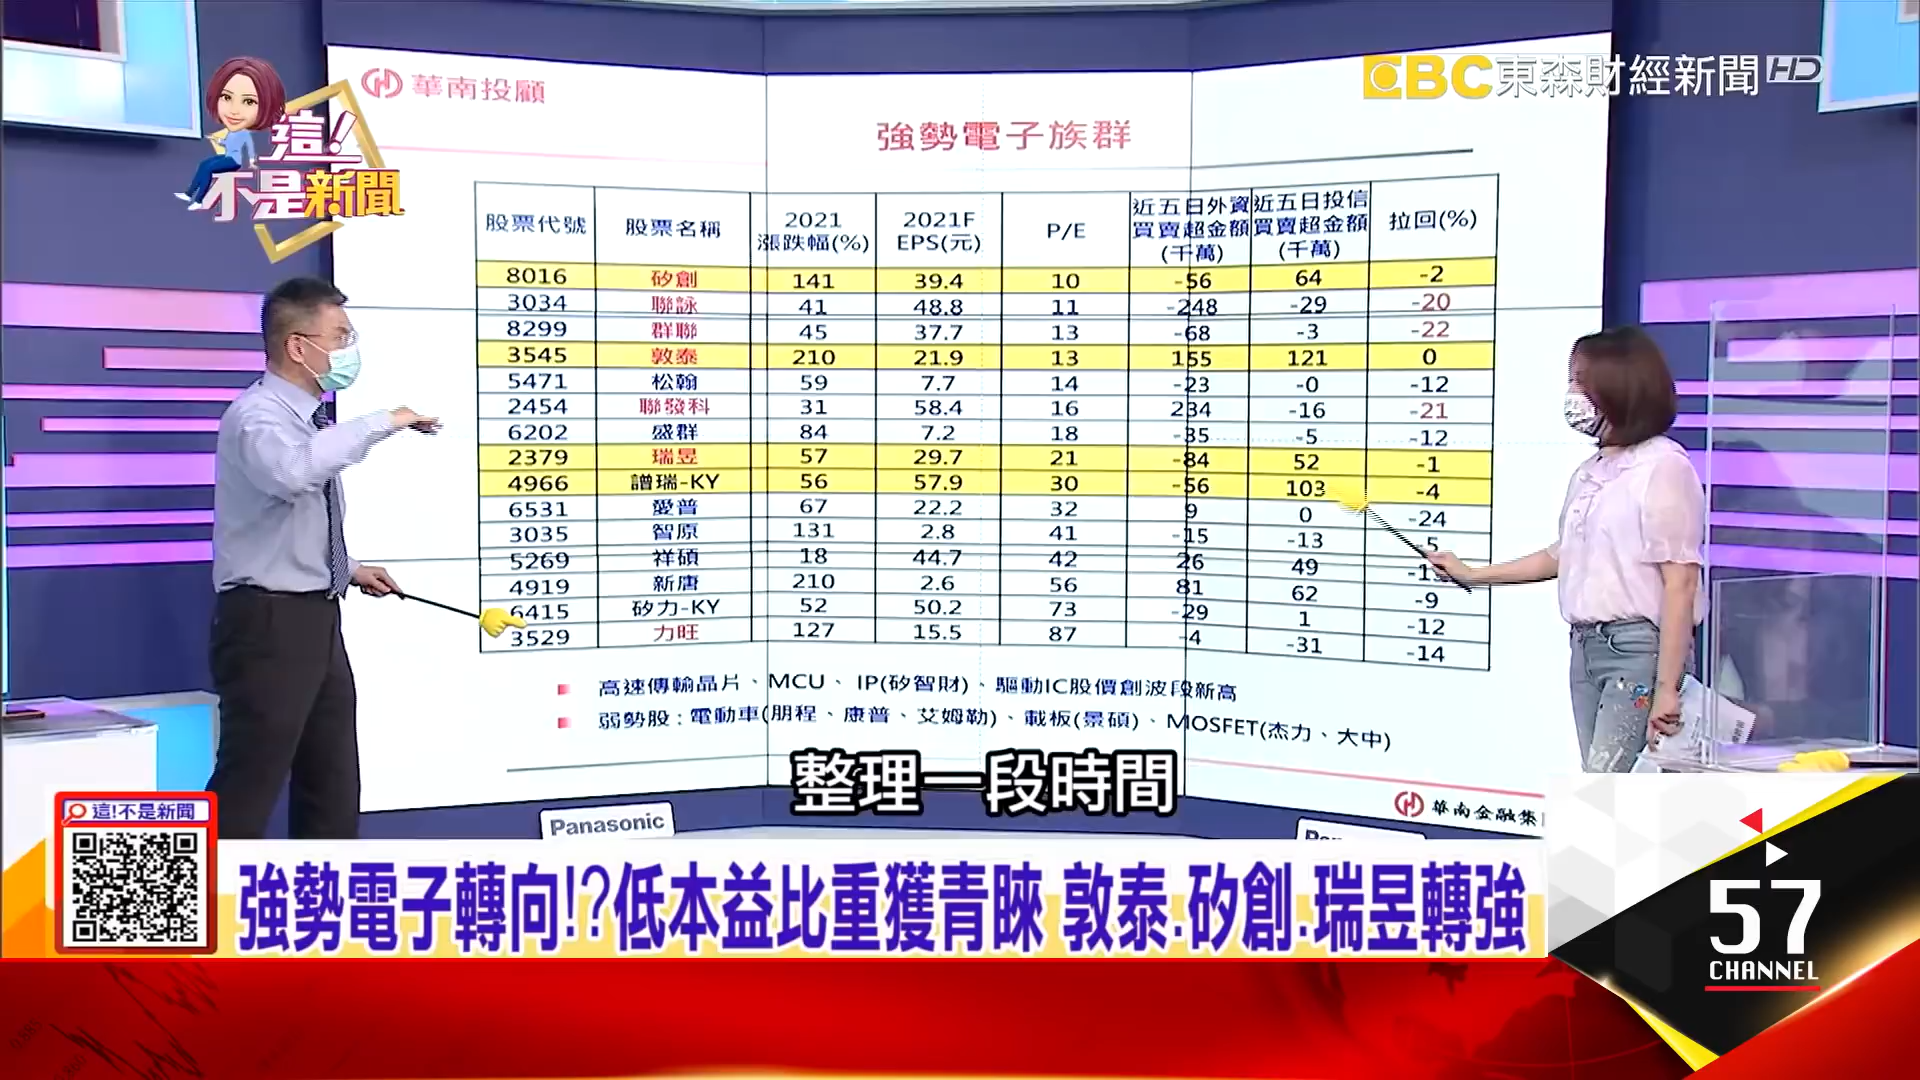 華南投顧
EBC東森財經新聞HD
這!
不是新聞
強勢電子族群
股票代號 股票名稱 2021漲跌幅(%) 2021F EPS(元) P/E 近五日外資買賣超金額(千萬) 近五日投信買賣超金額(千萬) 拉回(%)
8016 矽創 141 39.4 10 -56 64 -2
3034 聯詠 41 48.8 11 -248 -29 -20
8299 群聯 45 37.7 13 -68 -3 -22
3545 敦泰 210 21.9 13 155 121 0
5471 松翰 59 7.7 14 -23 -0 -12
2454 聯發科 31 58.4 16 234 -16 -21
6202 盛群 84 7.2 18 -35 -5 -12
2379 瑞昱 57 29.7 21 -84 52 -1
4966 譜瑞-KY 56 57.9 30 -56 103 -4
6531 愛普 67 22.2 32 9 0 -24
3035 智原 131 2.8 41 -15 -13 -5
5269 祥碩 18 44.7 42 26 49
4919 新唐 210 2.6 56 81 62 -9
6415 矽力-KY 52 50.2 73 -29 1 -12
3529 力旺 127 15.5 87 -4 -31 -14
高速傳輸晶片、MCU、IP(矽智財)、驅動IC股價創波段新高
弱勢股:電動車(朋程、康普、艾姆勒)、載板(景碩)、MOSFET(杰力、大中)
整理一段時間
華南金融集
Panasonic
這!不是新聞
強勢電子轉向!?低本益比重獲青睞 敦泰.矽創.瑞昱轉強
57
CHANNEL